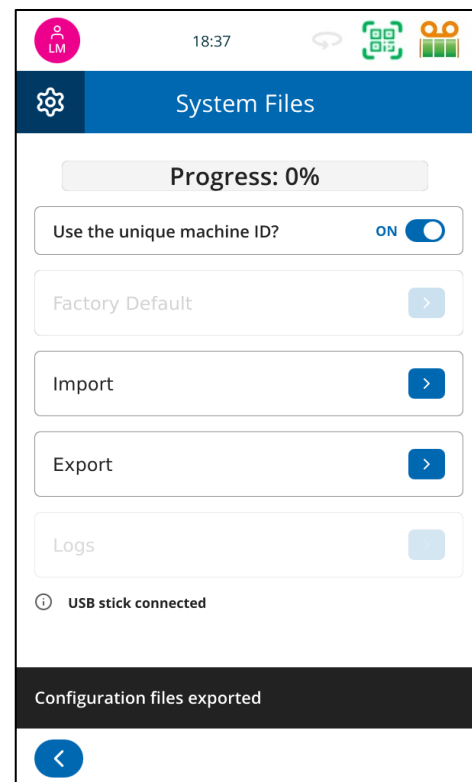 LM
18:37
System Files
Progress: 0%
Use the unique machine ID?
ON
Factory Default
Import
Export
Logs
USB stick connected
Configuration files exported